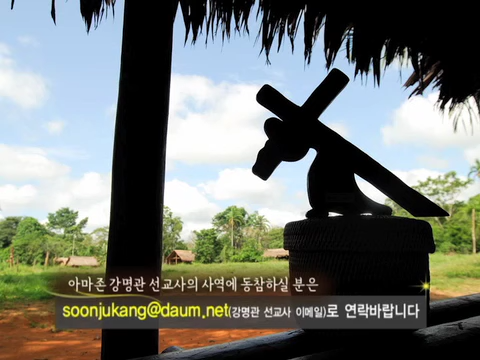 아마존 강명관 선교사의 사역에 동참하실 분은
soonjukang@daum.net(강명관 선교사 이메일)로 연락바랍니다